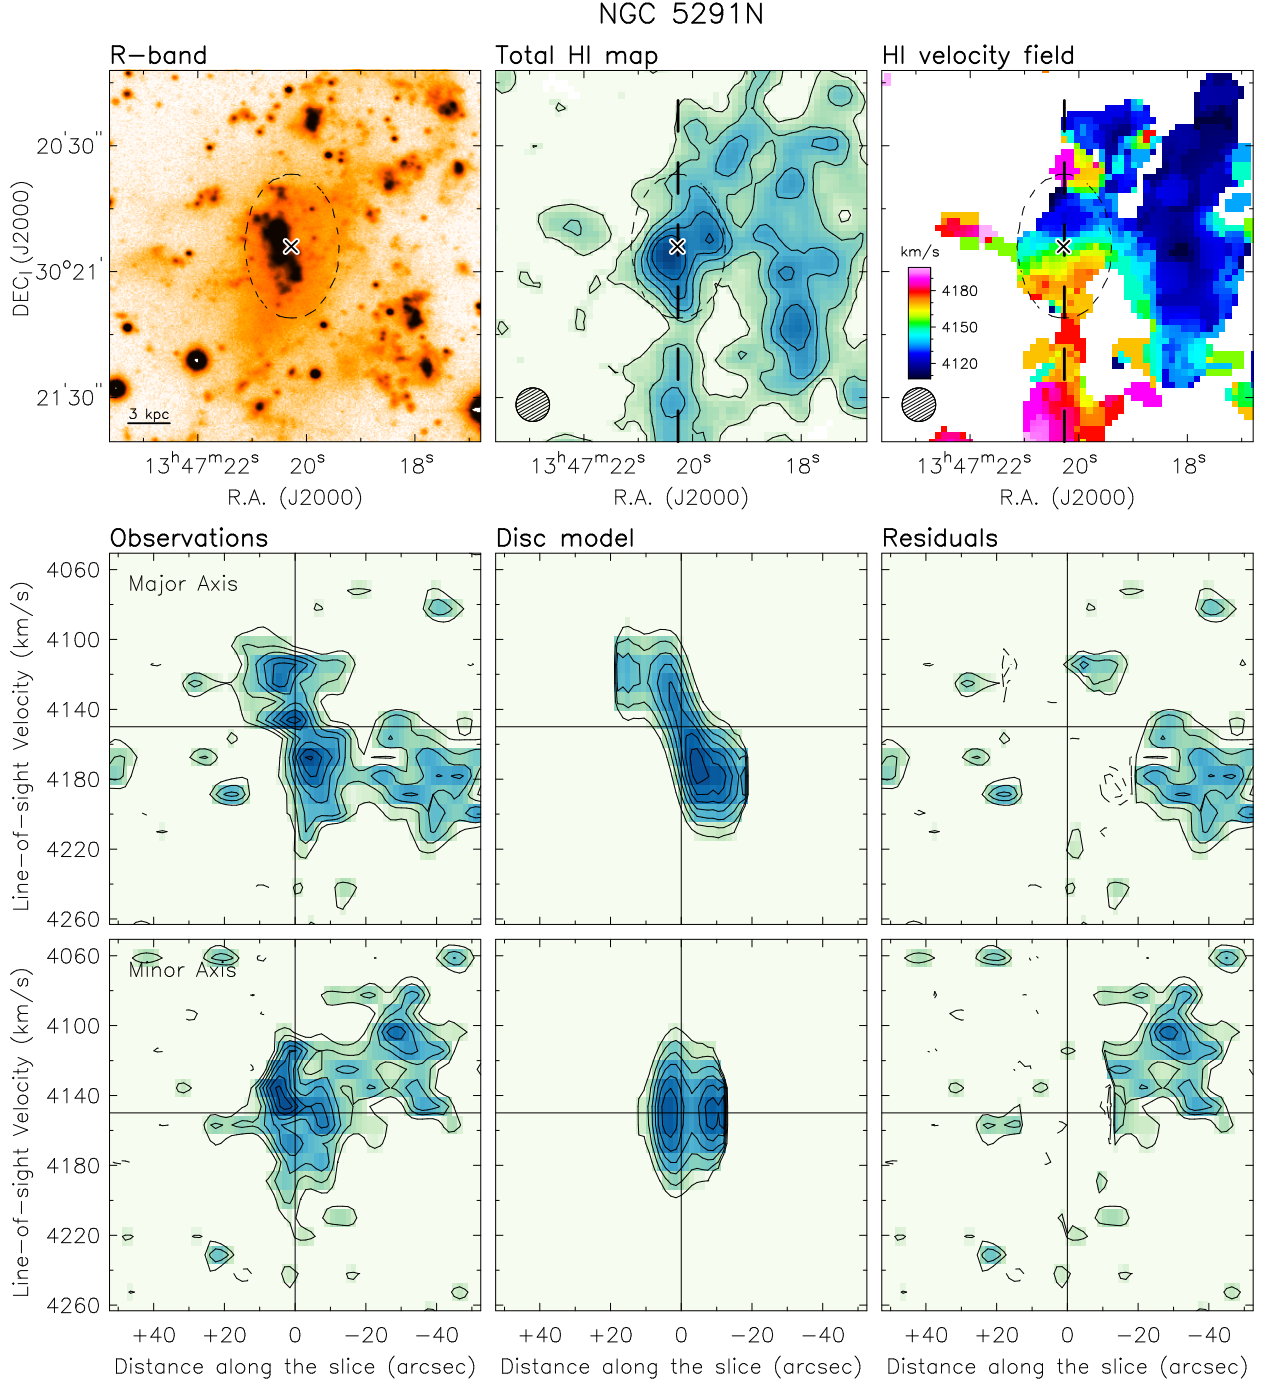 NGC 5291N
R-band
Total HI map
HI velocity field
DEC. (J2000)
20'30"
30°21'
21'30"
3 kpc
km/s
4180
4150
4120
13h47m22s 20s 18s
13h47m22s 20s 18s
13h47m22s 20s 18s
R.A. (J2000)
R.A. (J2000)
R.A. (J2000)
Observations
Disc model
Residuals
Major Axis
Line-of-sight Velocity (km/s)
4060
4100
4140
4180
4220
4260
Minor Axis
Line-of-sight Velocity (km/s)
4060
4100
4140
4180
4220
4260
+40 +20 0 -20 -40
+40 +20 0 -20 -40
+40 +20 0 -20 -40
Distance along the slice (arcsec)
Distance along the slice (arcsec)
Distance along the slice (arcsec)